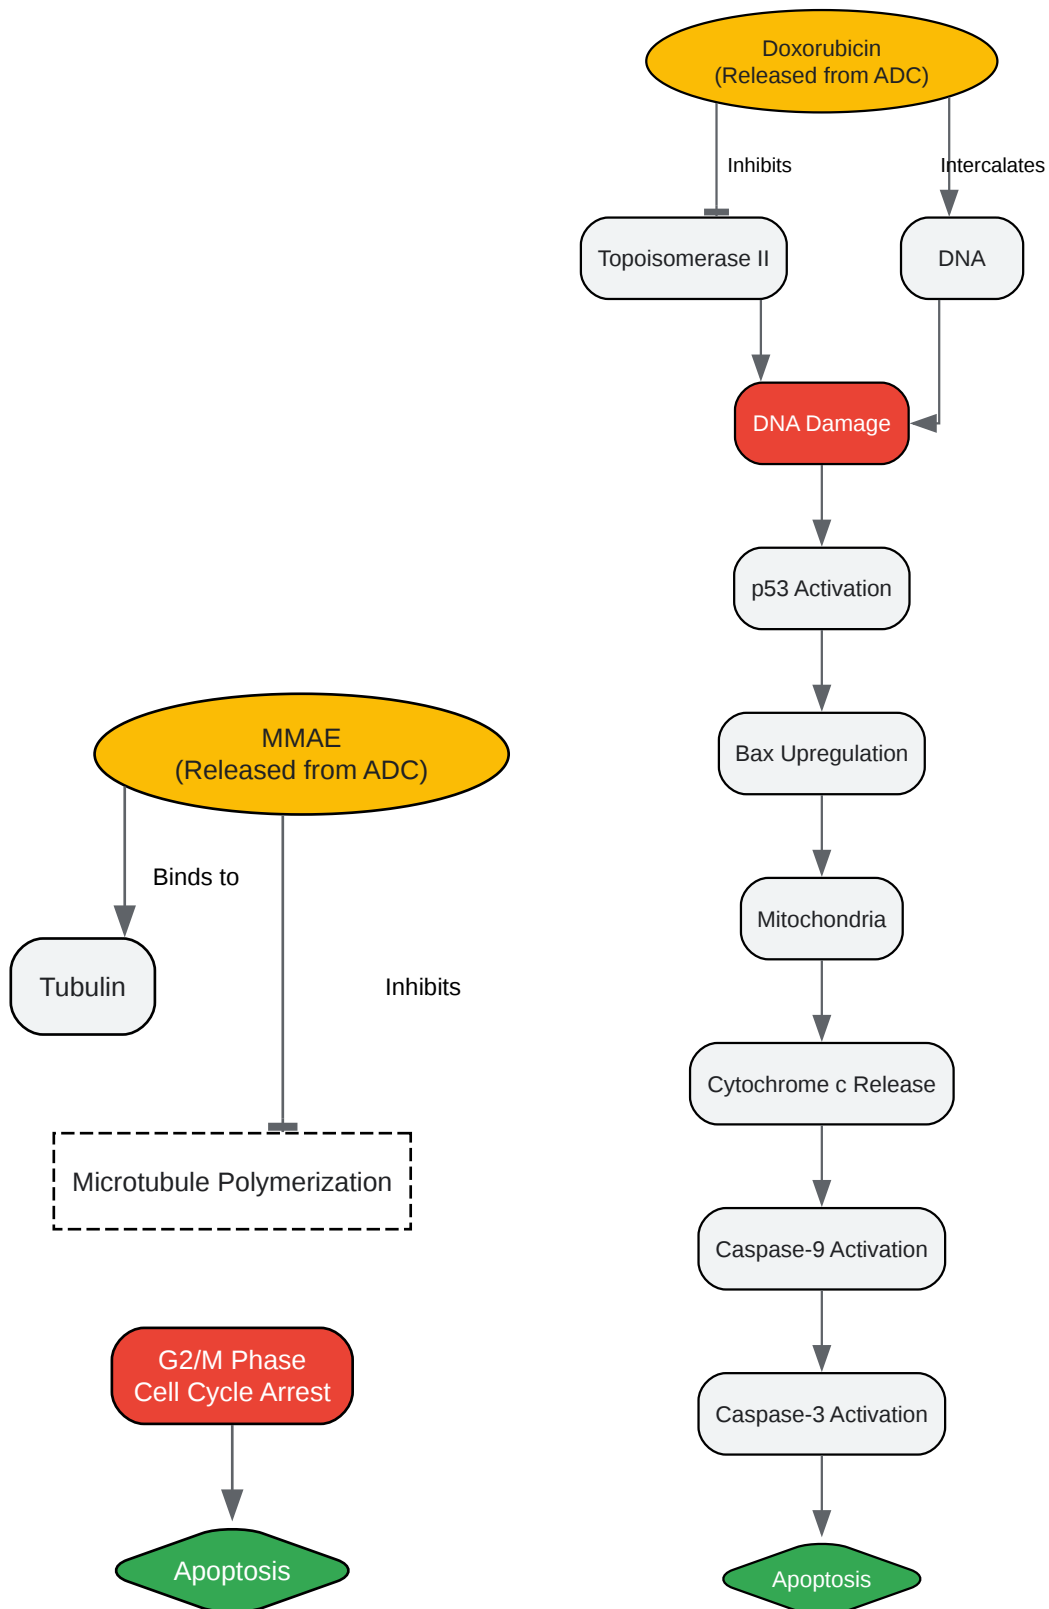 Doxorubicin
(Released from ADC)
Inhibits
Intercalates
Topoisomerase II
DNA
DNA Damage
p53 Activation
Bax Upregulation
Mitochondria
Cytochrome c Release
Caspase-9 Activation
Caspase-3 Activation
Apoptosis
MMAE
(Released from ADC)
Binds to
Tubulin
Inhibits
Microtubule Polymerization
G2/M Phase
Cell Cycle Arrest
Apoptosis